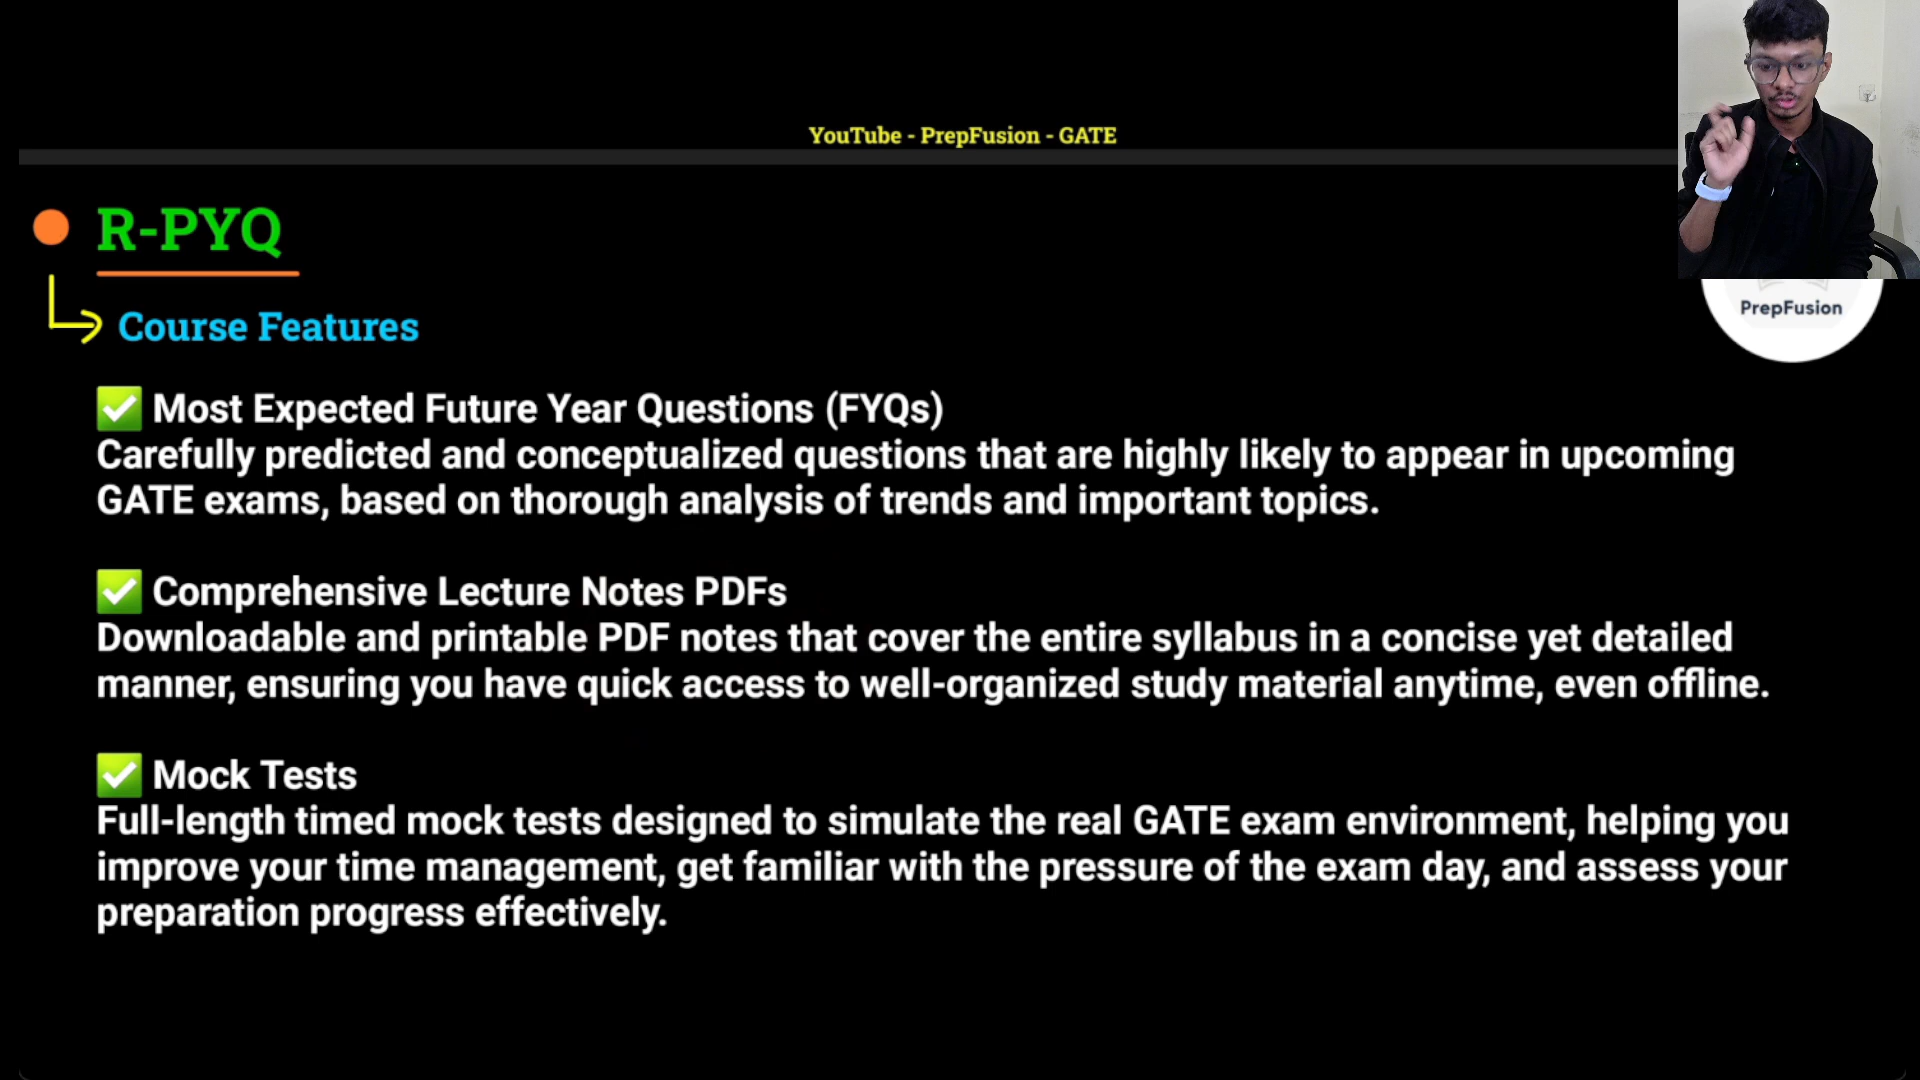 YouTube - PrepFusion - GATE
R-PYQ
Course Features
PrepFusion
✅ Most Expected Future Year Questions (FYQs)
Carefully predicted and conceptualized questions that are highly likely to appear in upcoming
GATE exams, based on thorough analysis of trends and important topics.
✅ Comprehensive Lecture Notes PDFs
Downloadable and printable PDF notes that cover the entire syllabus in a concise yet detailed
manner, ensuring you have quick access to well-organized study material anytime, even offline.
✅ Mock Tests
Full-length timed mock tests designed to simulate the real GATE exam environment, helping you
improve your time management, get familiar with the pressure of the exam day, and assess your
preparation progress effectively.